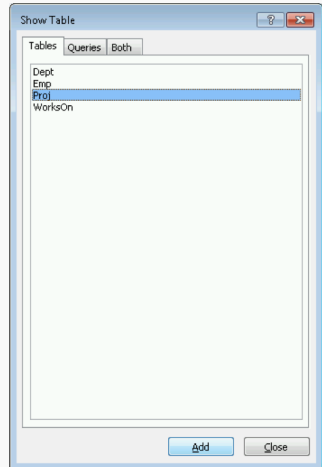 Show Table
?
Tables Queries Both
Dept
Emp
Proj
WorksOn
Add Close